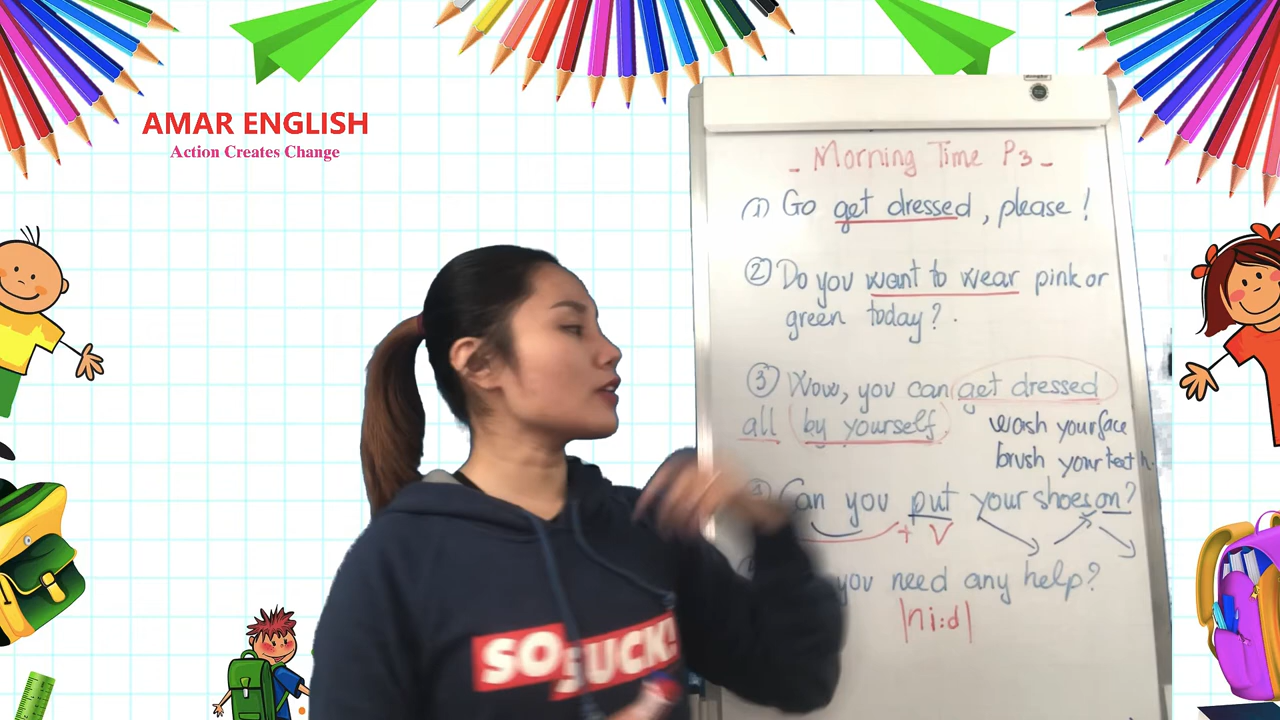 AMAR ENGLISH
Action Creates Change
- Morning Time P3 -
(1) Go get dressed, please!
② Do you want to wear pink or
green today?.
③ Wow, you can get dressed
all (by yourself)
wash your face
brush your teeth.
Can you put your shoes on?
+ V
you need any help?
|ni:d|
SO SUCK!